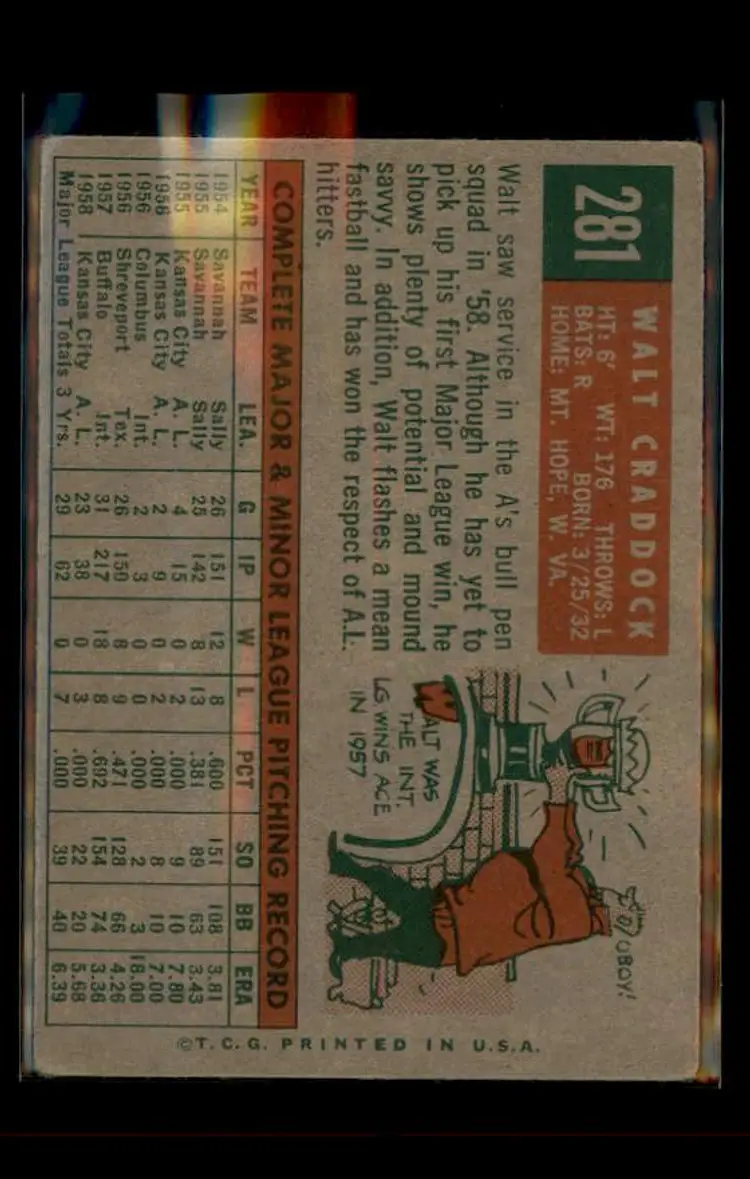 281
WALT CRADDOCK
HT: 6' WT: 176 THROWS: L
BATS: R BORN: 3/25/32
HOME: MT. HOPE, W. VA.
Walt saw service in the A's bull pen
squad in '58. Although he has yet to
pick up his first Major League win, he
shows plenty of potential and mound
savvy. In addition, Walt flashes a mean
fastball and has won the respect of A.L.
hitters.
OBOY!
WALT WAS
THE INT.
LG. WINS ACE
IN 1957
COMPLETE MAJOR & MINOR LEAGUE PITCHING RECORD
YEAR TEAM LEA. G IP W L PCT SO BB ERA
1954 Savannah Sally 26 151 12 8 .600 151 108 3.81
1955 Savannah Sally 25 142 8 13 .381 89 63 3.43
1955 Kansas City A. L. 4 15 0 2 .000 9 10 7.80
1956 Kansas City A. L. 2 9 0 2 .000 8 10 7.00
1956 Columbus Int. 2 3 0 0 .000 2 3 18.00
1956 Shreveport Tex. 26 150 8 9 .471 128 66 4.26
1957 Buffalo Int. 31 217 18 8 .692 154 74 3.36
1958 Kansas City A. L. 23 38 0 3 .000 22 20 5.68
Major League Totals 3 Yrs. 29 62 0 7 .000 39 40 6.39
©T.C.G. PRINTED IN U.S.A.